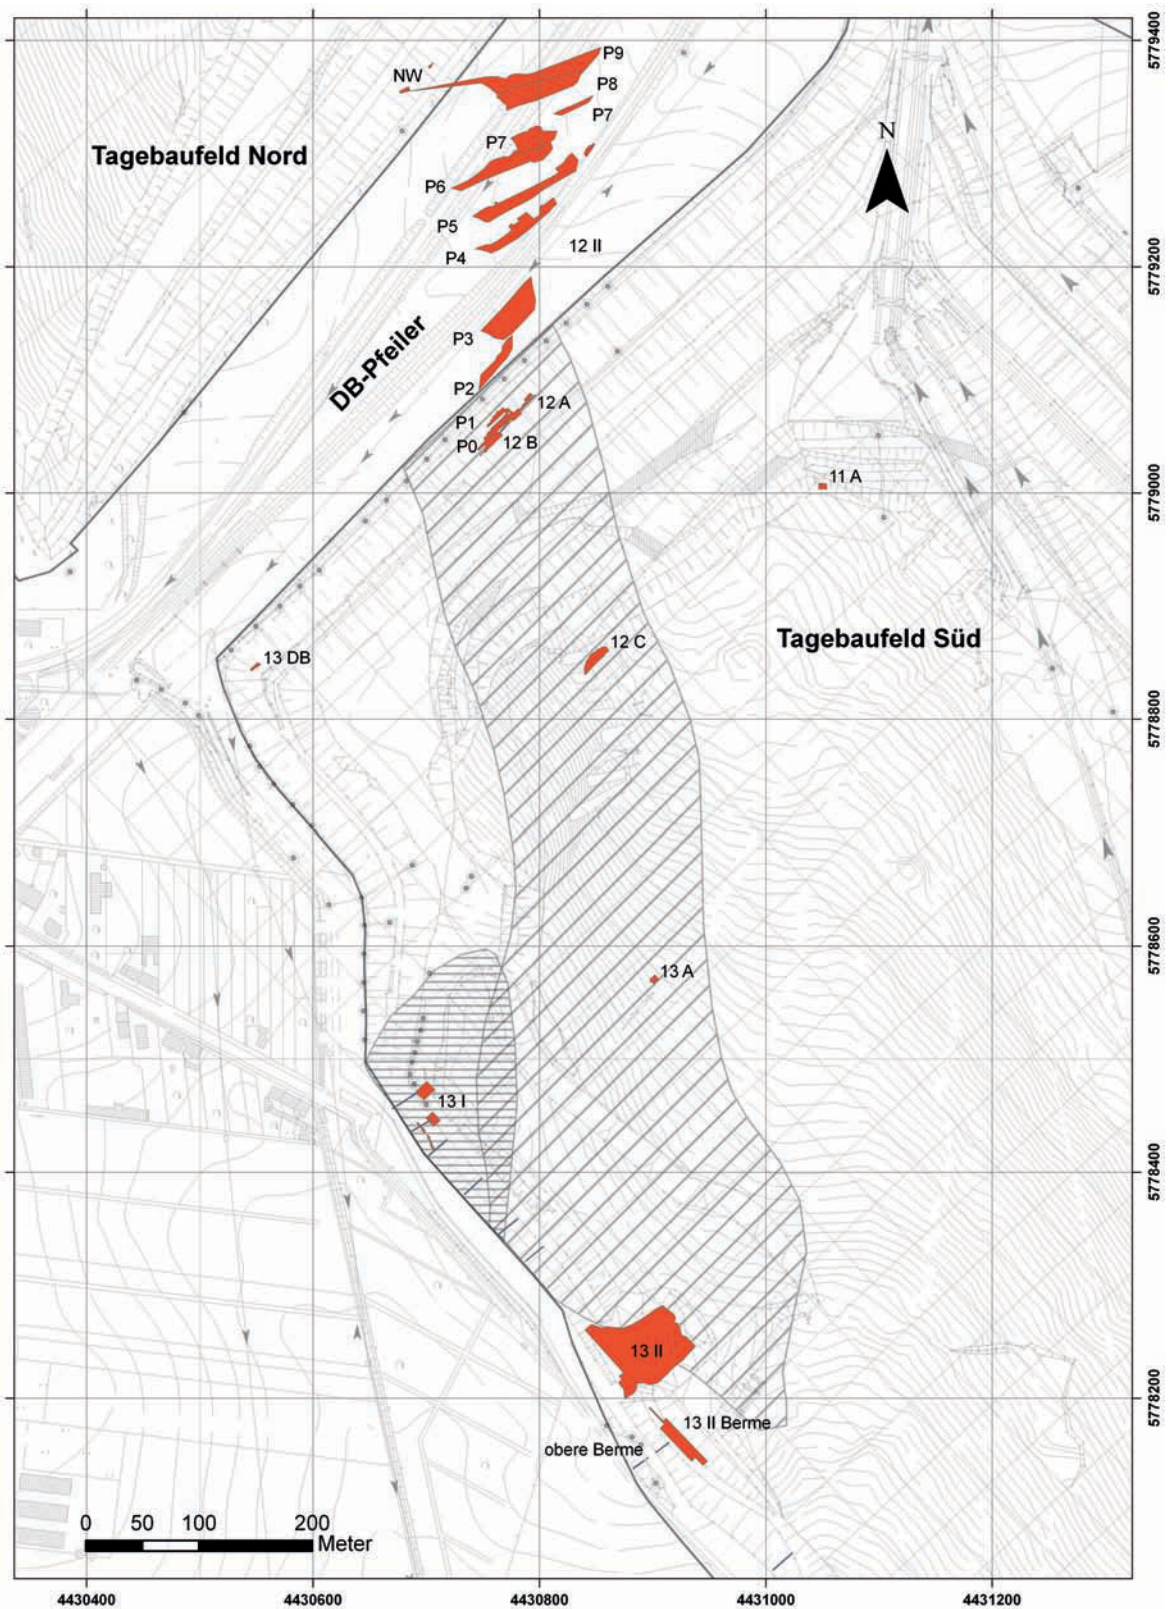 5779400
P9
NW
P8
P7
Tagebaufeld Nord
P7
N
P6
P5
12 II
P4
5779200
P3
DB-Pfeiler
P2
12 A
P1
P0
12 B
11 A
5779000
12 C
Tagebaufeld Süd
13 DB
5778800
5778600
13 A
13 I
5778400
13 II
5778200
13 II Berme
obere Berme
0 50 100 200
Meter
4430400 4430600 4430800 4431000 4431200